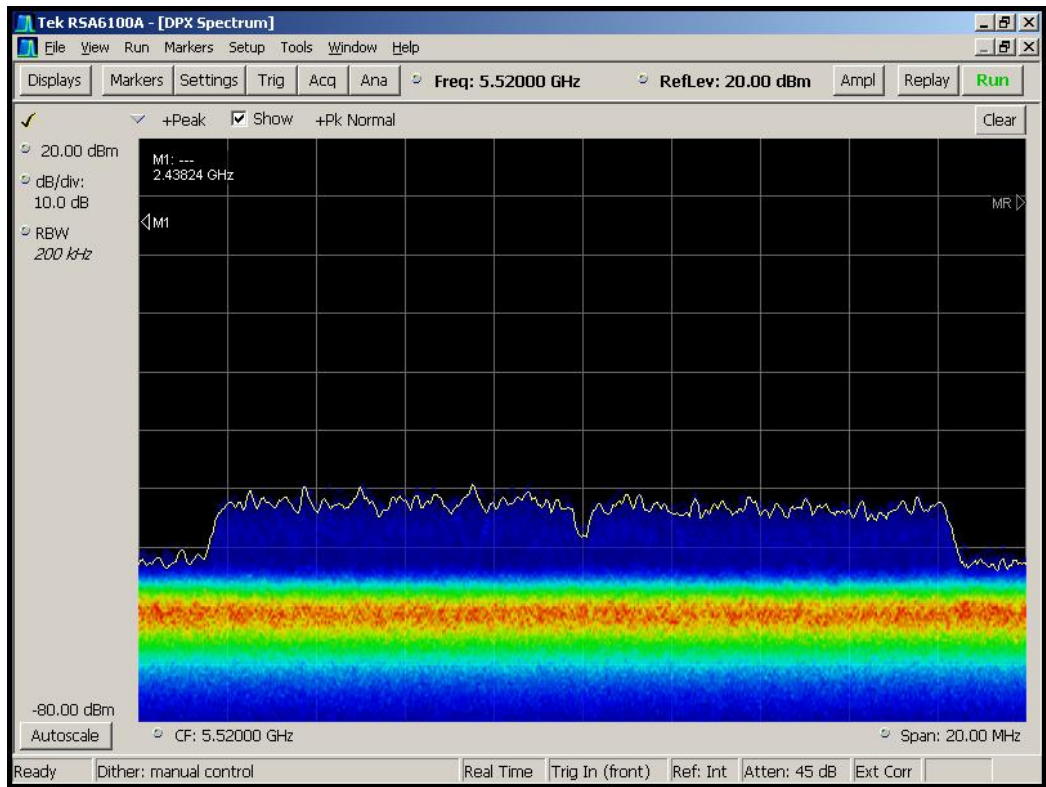 Tek RSA6100A - [DPX Spectrum]
File View Run Markers Setup Tools Window Help
Displays Markers Settings Trig Acq Ana Freq: 5.52000 GHz RefLev: 20.00 dBm Ampl Replay Run
+Peak Show +Pk Normal Clear
20.00 dBm
dB/div:
10.0 dB
RBW
200 kHz
M1: ---
2.43824 GHz
M1
MR
-80.00 dBm
Autoscale CF: 5.52000 GHz Span: 20.00 MHz
Ready Dither: manual control Real Time Trig In (front) Ref: Int Atten: 45 dB Ext Corr